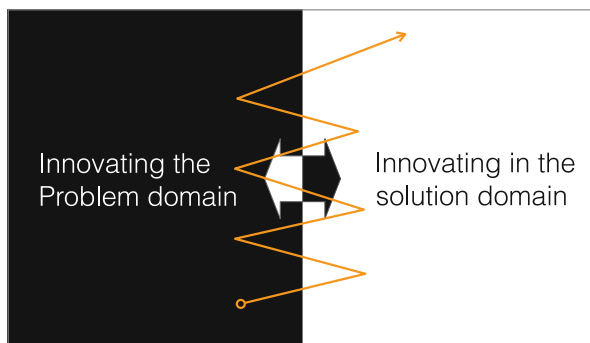 Innovating the
Problem domain
Innovating in the
solution domain